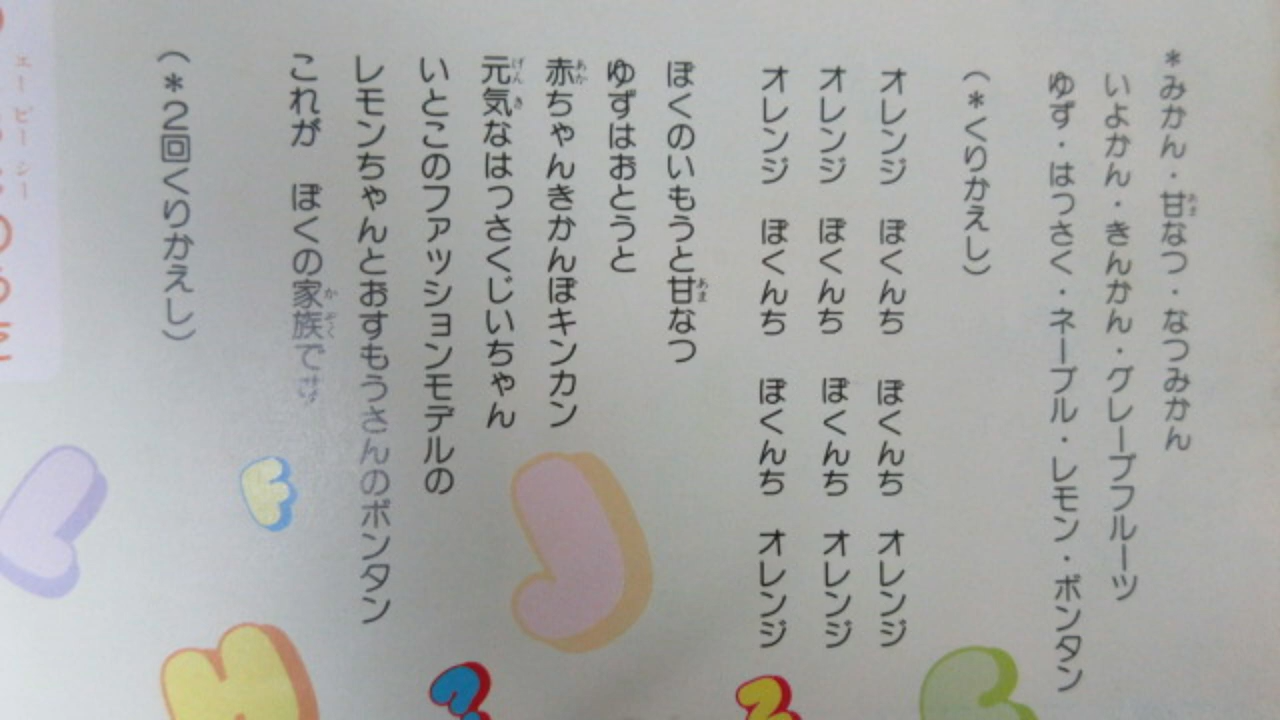 *みかん・甘なつ・なつみかん
いよかん・きんかん・グレープフルーツ
ゆず・はっさく・ネーブル・レモン・ボンタン
(*くりかえし)
オレンジ ぼくんち ぼくんち オレンジ
オレンジ ぼくんち ぼくんち オレンジ
オレンジ ぼくんち ぼくんち オレンジ
ぼくのいもうと甘なつ
ゆずはおとうと
赤ちゃんきかんぼキンカン
元気なはっさくじいちゃん
いとこのファッションモデルの
レモンちゃんとおすもうさんのボンタン
これが ぼくの家族です
(*2回くりかえし)
エー ビー シー